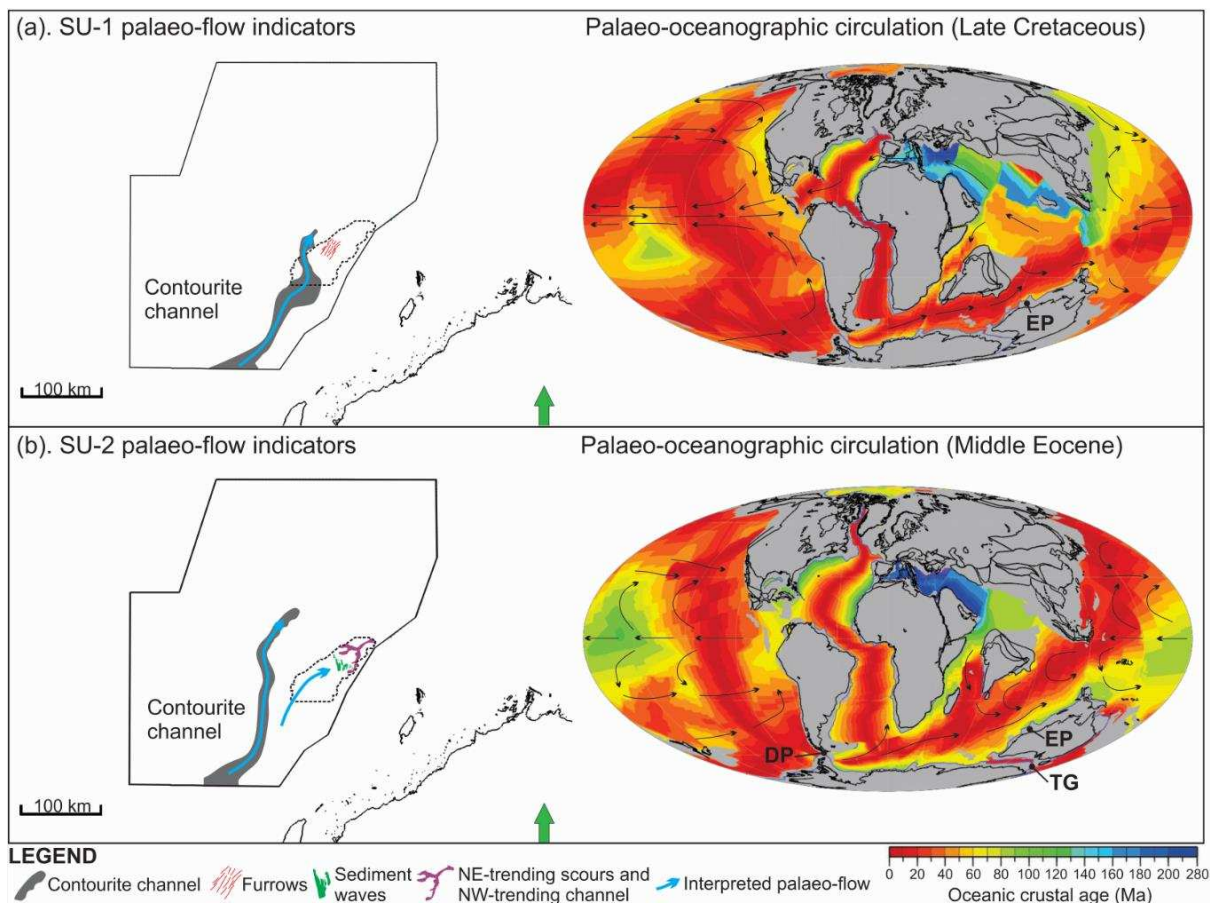 (a). SU-1 palaeo-flow indicators
Palaeo-oceanographic circulation (Late Cretaceous)
Contourite
channel
EP
100 km
(b). SU-2 palaeo-flow indicators
Palaeo-oceanographic circulation (Middle Eocene)
Contourite
channel
DP
EP
TG
100 km
LEGEND
Contourite channel
Furrows
Sediment
waves
NE-trending scours and
NW-trending channel
Interpreted palaeo-flow
0 20 40 60 80 100 120 140 160 180 200 280
Oceanic crustal age (Ma)